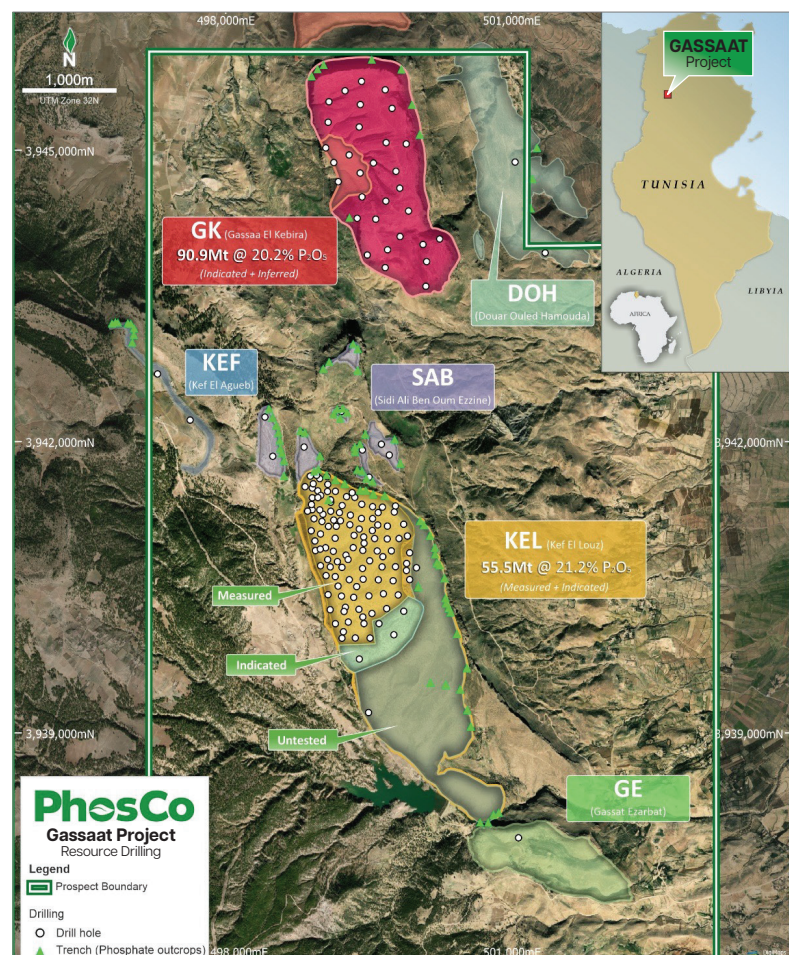 498,000mE
501,000mE
N
1,000m
UTM Zone 32N
GASSAAT
Project
3,945,000mN
TUNISIA
GK (Gassaa El Kebira)
90.9Mt @ 20.2% P₂O₅
(Indicated + Inferred)
ALGERIA
LIBYIA
AFRICA
DOH
(Douar Ouled Hamouda)
KEF
(Kef El Agueb)
SAB
(Sidi Ali Ben Oum Ezzine)
3,942,000mN
3,942,000mN
KEL (Kef El Louz)
55.5Mt @ 21.2% P₂O₅
(Measured + Indicated)
Measured
Indicated
Untested
3,939,000mN
3,939,000mN
GE
(Gassat Ezarbat)
PhosCo
Gassaat Project
Resource Drilling
Legend
Prospect Boundary
Drilling
Drill hole
Trench (Phosphate outcrops)
498,000mE
501,000mE